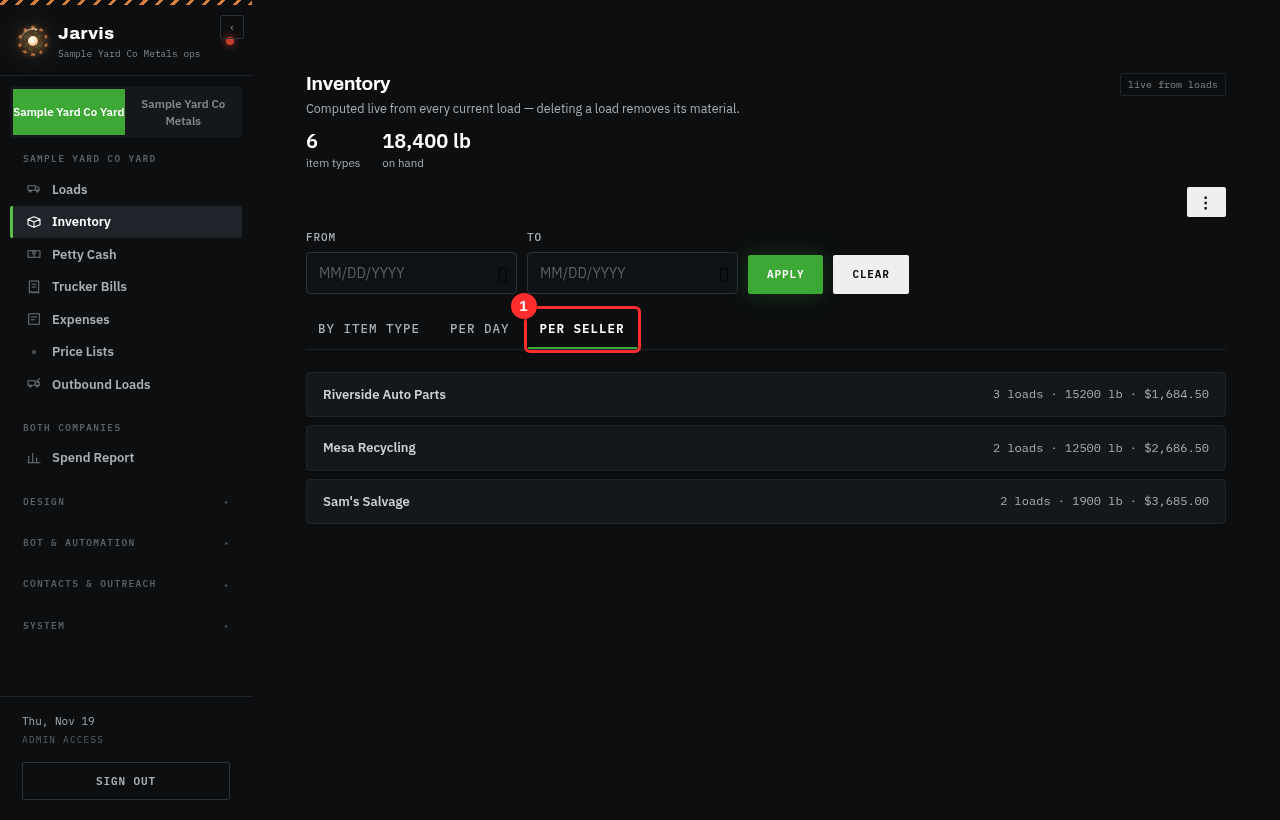 Jarvis
Sample Yard Co Metals ops
‹
Sample Yard Co Yard
Sample Yard Co
Metals
SAMPLE YARD CO YARD
Loads
Inventory
Petty Cash
Trucker Bills
Expenses
Price Lists
Outbound Loads
BOTH COMPANIES
Spend Report
DESIGN
BOT & AUTOMATION
CONTACTS & OUTREACH
SYSTEM
Thu, Nov 19
ADMIN ACCESS
SIGN OUT
Inventory
live from loads
Computed live from every current load — deleting a load removes its material.
6
item types
18,400 lb
on hand
⋮
FROM
TO
MM/DD/YYYY
MM/DD/YYYY
APPLY
CLEAR
1
BY ITEM TYPE
PER DAY
PER SELLER
Riverside Auto Parts
3 loads · 15200 lb · $1,684.50
Mesa Recycling
2 loads · 12500 lb · $2,686.50
Sam's Salvage
2 loads · 1900 lb · $3,685.00